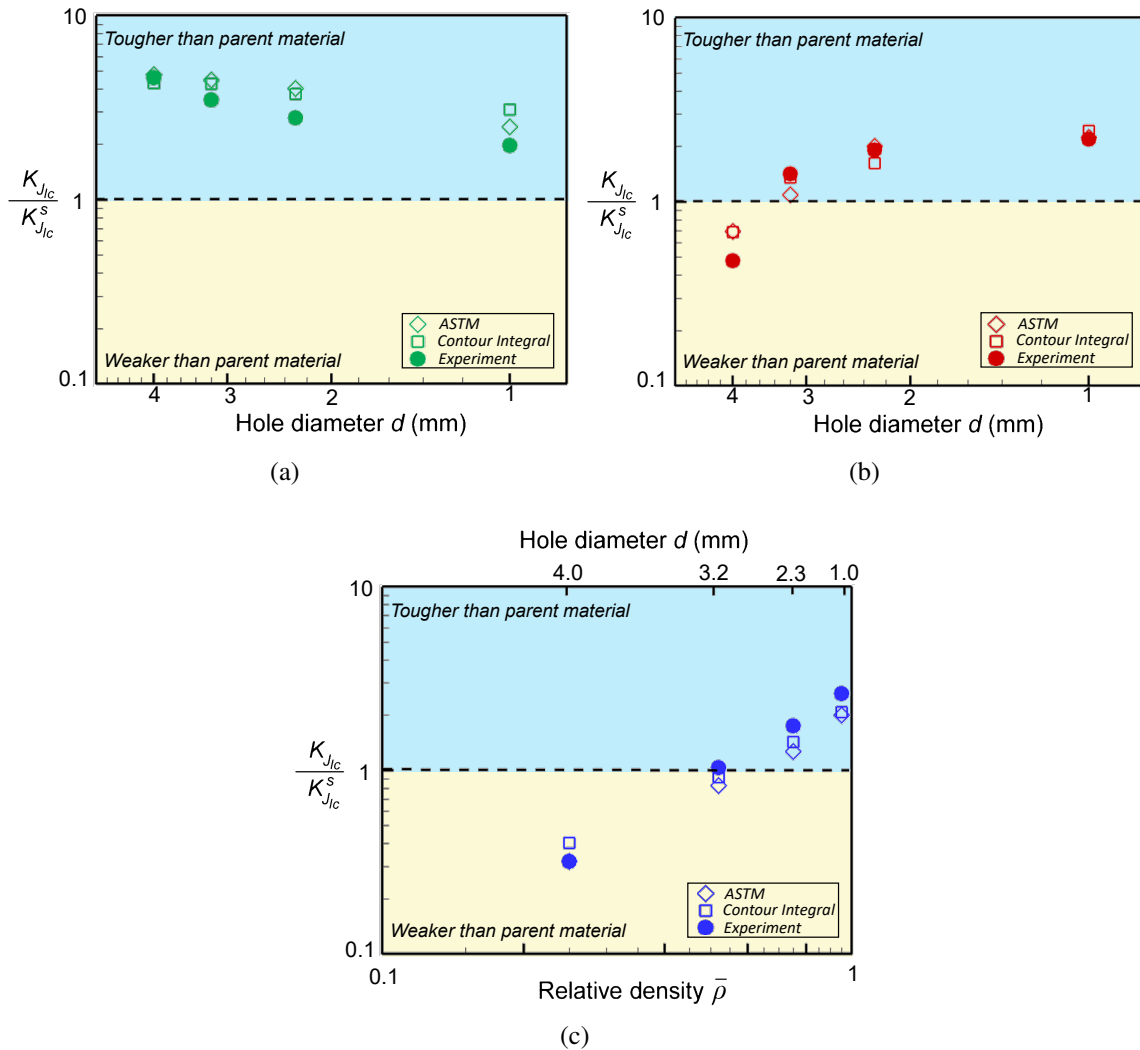 10
Tougher than parent material
K_{J_{Ic}}
K^{s}_{J_{Ic}}
1
ASTM
Contour Integral
Experiment
Weaker than parent material
0.1
4 3 2 1
Hole diameter d (mm)
(a)
10
Tougher than parent material
K_{J_{Ic}}
K^{s}_{J_{Ic}}
1
ASTM
Contour Integral
Experiment
Weaker than parent material
0.1
4 3 2 1
Hole diameter d (mm)
(b)
Hole diameter d (mm)
4.0 3.2 2.3 1.0
10
Tougher than parent material
K_{J_{Ic}}
K^{s}_{J_{Ic}}
1
ASTM
Contour Integral
Experiment
Weaker than parent material
0.1
0.1 1
Relative density ρ̄
(c)